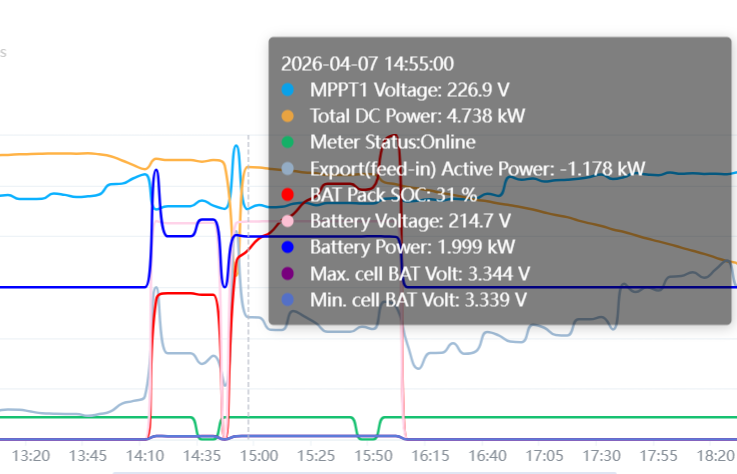 s
2026-04-07 14:55:00
MPPT1 Voltage: 226.9 V
Total DC Power: 4.738 kW
Meter Status:Online
Export(feed-in) Active Power: -1.178 kW
BAT Pack SOC: 31 %
Battery Voltage: 214.7 V
Battery Power: 1.999 kW
Max. cell BAT Volt: 3.344 V
Min. cell BAT Volt: 3.339 V
13:20 13:45 14:10 14:35 15:00 15:25 15:50 16:15 16:40 17:05 17:30 17:55 18:20